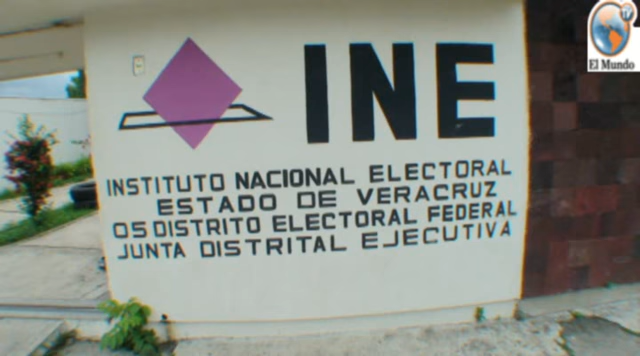 El Mundo
INE
INSTITUTO NACIONAL ELECTORAL
ESTADO DE VERACRUZ
05 DISTRITO ELECTORAL FEDERAL
JUNTA DISTRITAL EJECUTIVA